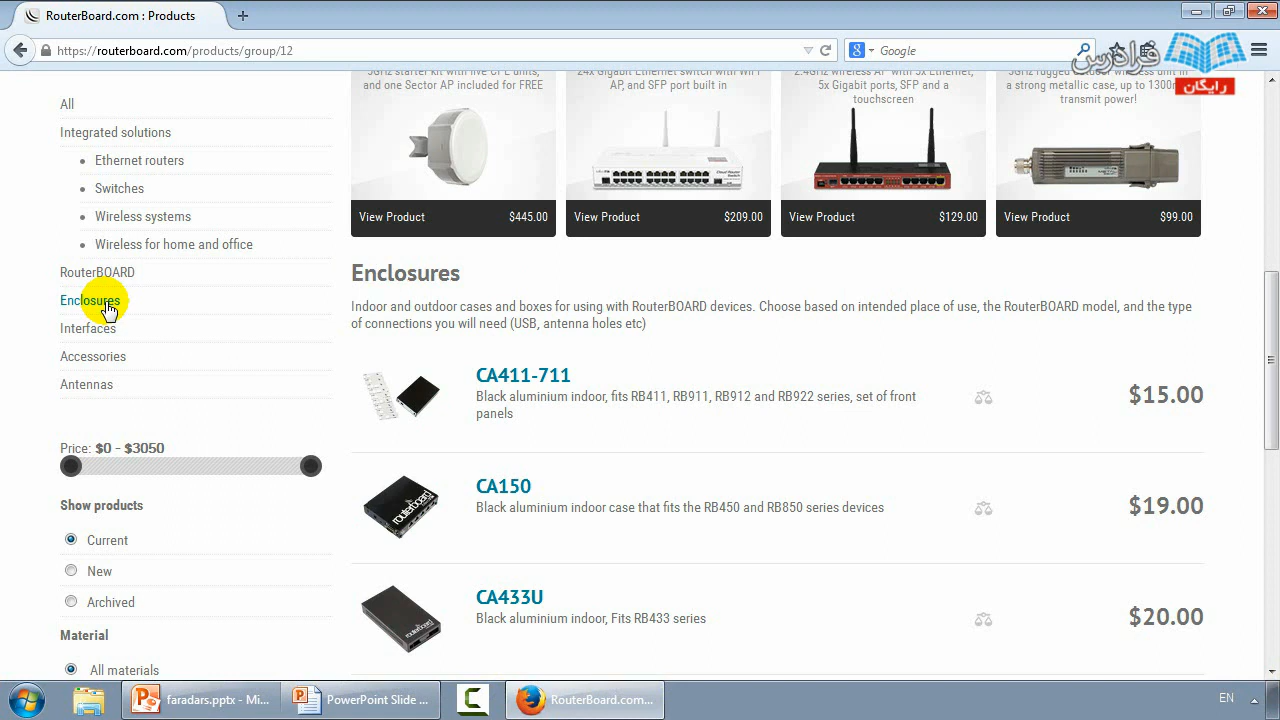 RouterBoard.com : Products
https://routerboard.com/products/group/12
Google
فرادرس
رایگان
All
Integrated solutions
Ethernet routers
Switches
Wireless systems
Wireless for home and office
RouterBOARD
Enclosures
Interfaces
Accessories
Antennas
Price: $0 - $3050
Show products
Current
New
Archived
Material
All materials
5GHz starter kit with five CPE units,
and one Sector AP included for FREE
View Product $445.00
24x Gigabit Ethernet switch with WiFi
AP, and SFP port built in
View Product $209.00
2.4GHz wireless AP with 5x Ethernet,
5x Gigabit ports, SFP and a
touchscreen
View Product $129.00
5GHz rugged outdoor wireless unit in
a strong metallic case, up to 1300m
transmit power!
View Product $99.00
Enclosures
Indoor and outdoor cases and boxes for using with RouterBOARD devices. Choose based on intended place of use, the RouterBOARD model, and the type
of connections you will need (USB, antenna holes etc)
CA411-711
Black aluminium indoor, fits RB411, RB911, RB912 and RB922 series, set of front
panels
$15.00
CA150
Black aluminium indoor case that fits the RB450 and RB850 series devices
$19.00
CA433U
Black aluminium indoor, Fits RB433 series
$20.00
faradars.pptx - Mi...
PowerPoint Slide ...
RouterBoard.com...
EN